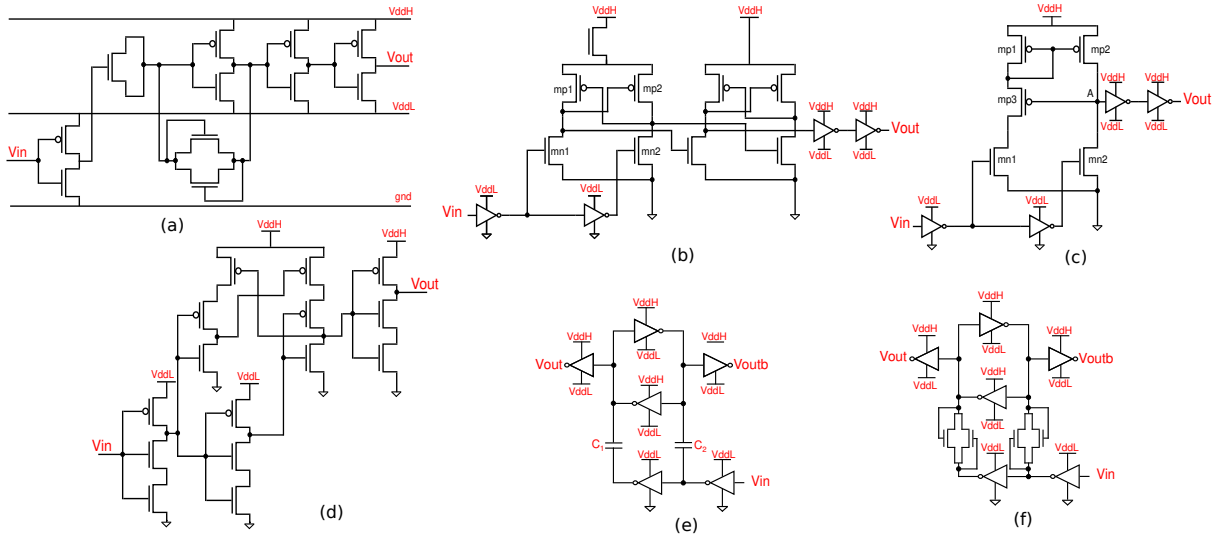 VddH
Vout
VddL
Vin
gnd
(a)
VddH
mp1
mp2
VddH
VddH
VddH
Vout
VddL
VddL
mn1
mn2
VddL
VddL
Vin
(b)
VddH
mp1
mp2
mp3
A
VddH
VddH
Vout
VddL
VddL
mn1
mn2
VddL
VddL
Vin
(c)
VddH
VddH
Vout
VddL
VddL
Vin
(d)
VddH
VddH
VddH
Vout
Voutb
VddL
VddL
VddL
VddH
VddL
C1
C2
VddL
VddL
Vin
(e)
VddH
VddH
VddH
Vout
Voutb
VddL
VddL
VddL
VddH
VddL
VddL
VddL
Vin
(f)